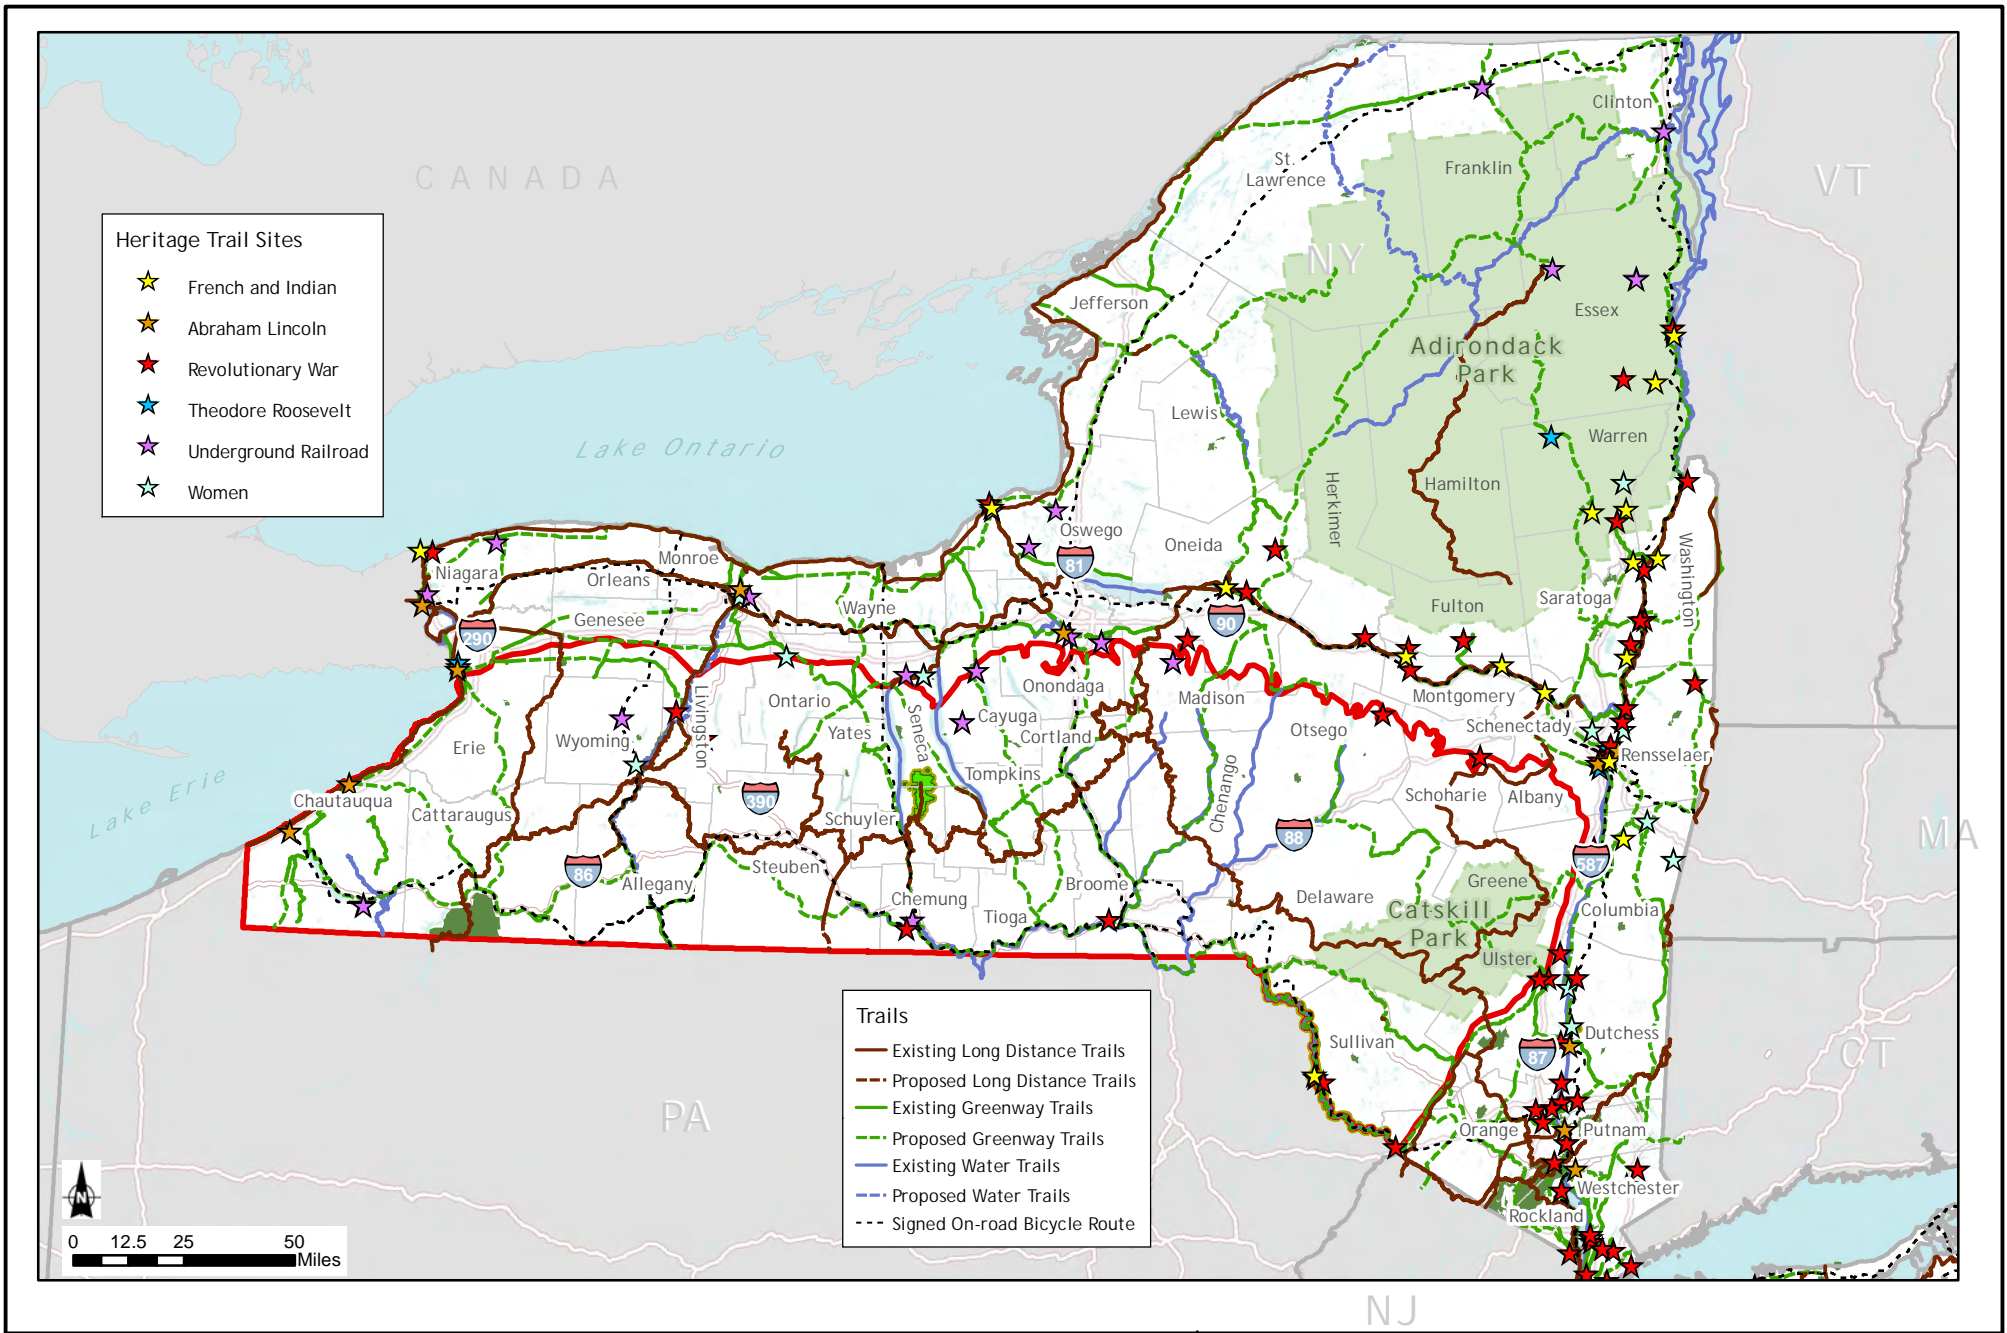 CANADA
VT
NY
MA
CT
PA
NJ
Heritage Trail Sites
French and Indian
Abraham Lincoln
Revolutionary War
Theodore Roosevelt
Underground Railroad
Women
Lake Ontario
Lake Erie
Clinton
Franklin
St.
Lawrence
Essex
Jefferson
Adirondack
Park
Lewis
Warren
Hamilton
Herkimer
Washington
Oswego
81
Oneida
Niagara
Orleans
Monroe
Genesee
290
Wayne
90
Fulton
Saratoga
Montgomery
Schenectady
Rensselaer
Onondaga
Madison
Otsego
Ontario
Livingston
Seneca
Cayuga
Cortland
Yates
Erie
Wyoming
Tompkins
Chenango
Schoharie
Albany
Chautauqua
Cattaraugus
390
Schuyler
88
587
86
Allegany
Steuben
Chemung
Tioga
Broome
Delaware
Greene
Catskill
Park
Columbia
Ulster
Sullivan
Dutchess
87
Orange
Putnam
Westchester
Rockland
Trails
Existing Long Distance Trails
Proposed Long Distance Trails
Existing Greenway Trails
Proposed Greenway Trails
Existing Water Trails
Proposed Water Trails
Signed On-road Bicycle Route
N
0 12.5 25 50
Miles